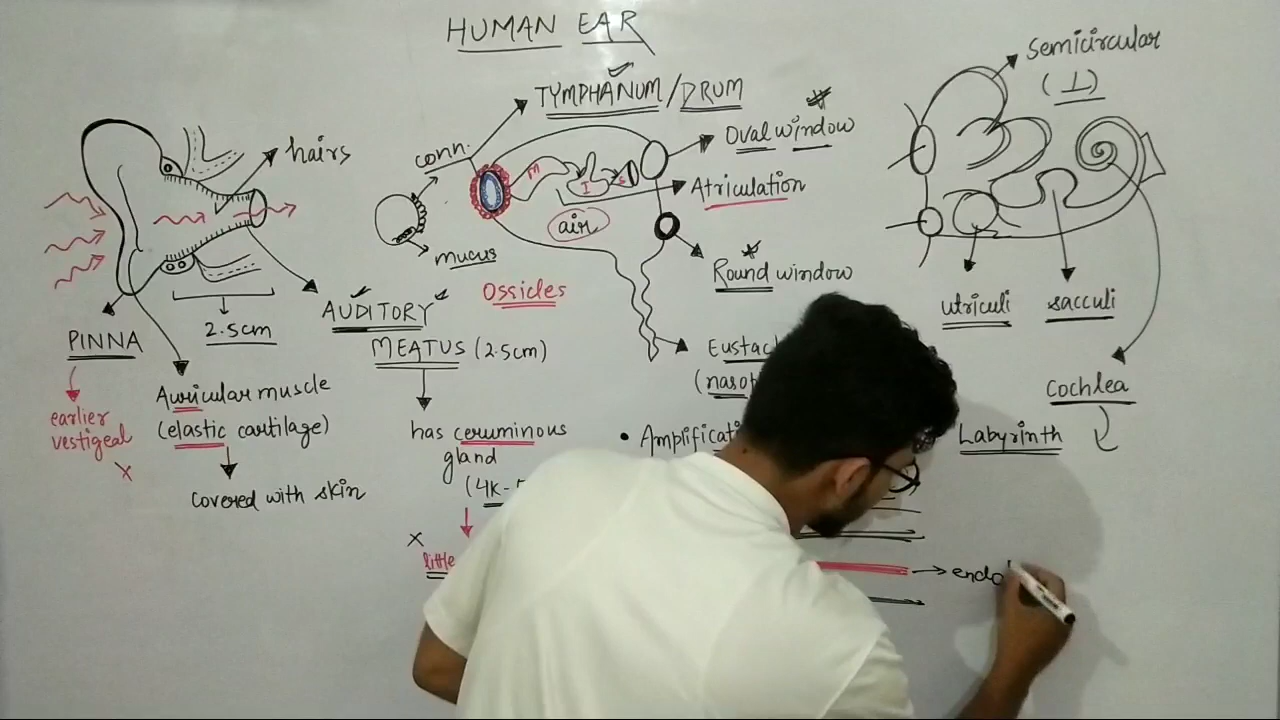 HUMAN EAR
TYMPHANUM/DRUM
Semicircular
(⊥)
hairs
conn.
Oval window
Atriculation
M
I
S
air
mucus
Ossicles
Round window
AUDITORY
MEATUS (2.5cm)
PINNA
2.5cm
utriculi
sacculi
earlier
vestigeal
x
Auricular muscle
(elastic cartilage)
covered with skin
has ceruminous
gland
(4K-
x
little
Cochlea
Labyrinth